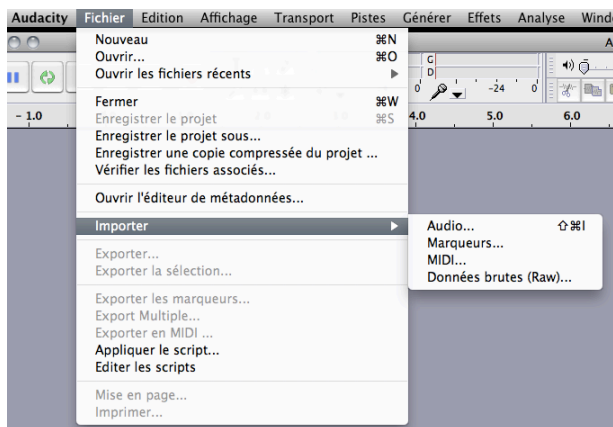 Audacity Fichier Edition Affichage Transport Pistes Générer Effets Analyse
Nouveau ⌘N
Ouvrir... ⌘O
Ouvrir les fichiers récents
G
D
0 -24 0
Fermer ⌘W
Enregistrer le projet ⌘S
Enregistrer le projet sous...
Enregistrer une copie compressée du projet ...
Vérifier les fichiers associés...
- 1.0 4.0 5.0 6.0
Ouvrir l'éditeur de métadonnées...
Importer
Audio... ⇧⌘I
Marqueurs...
MIDI...
Données brutes (Raw)...
Exporter...
Exporter la sélection...
Exporter les marqueurs...
Export Multiple...
Exporter en MIDI ...
Appliquer le script...
Editer les scripts
Mise en page...
Imprimer...